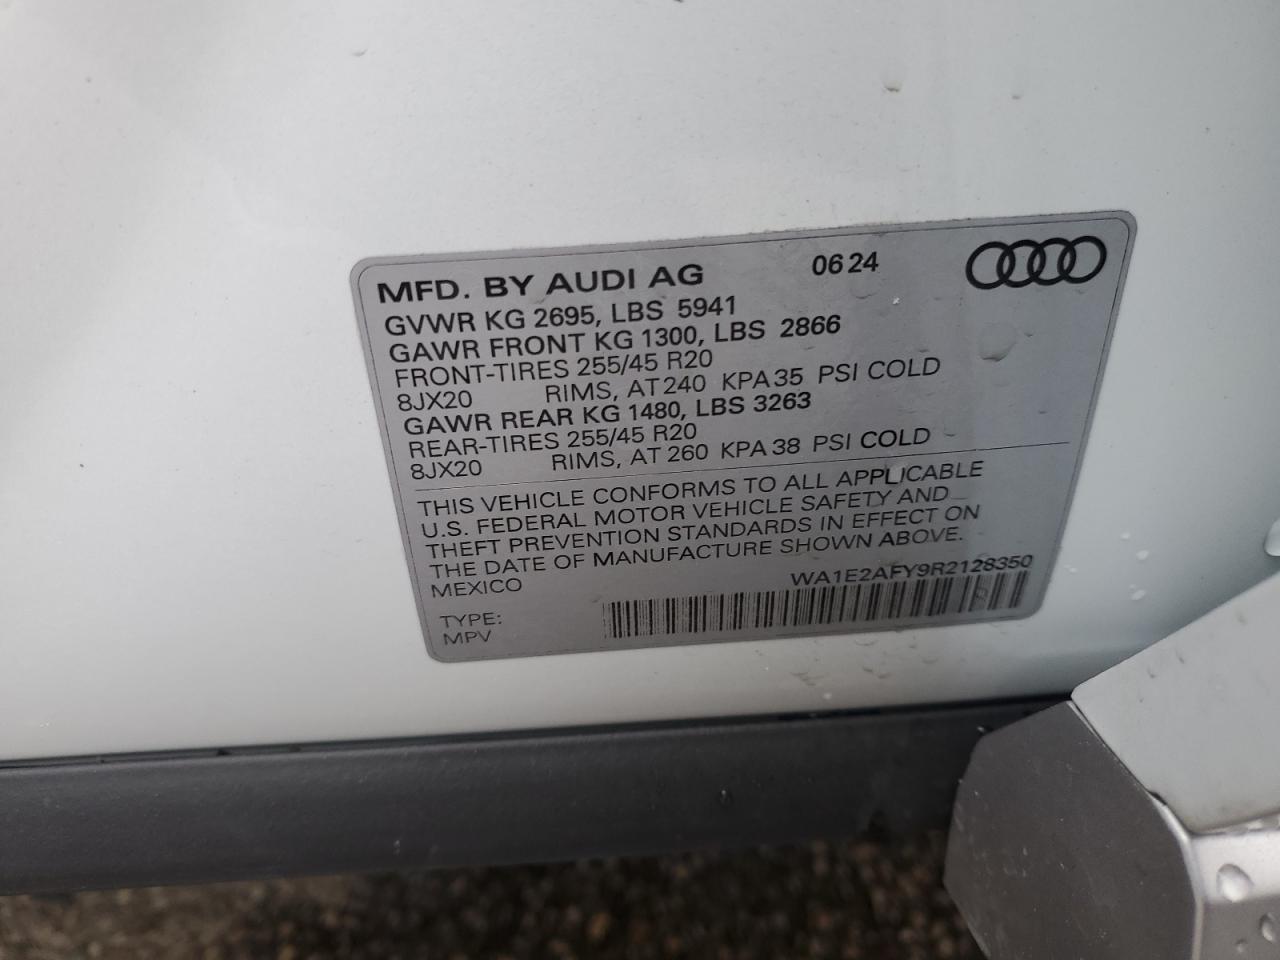 MFD. BY AUDI AG 06 24
GVWR KG 2695, LBS 5941
GAWR FRONT KG 1300, LBS 2866
FRONT-TIRES 255/45 R20
8JX20 RIMS, AT 240 KPA 35 PSI COLD
GAWR REAR KG 1480, LBS 3263
REAR-TIRES 255/45 R20
8JX20 RIMS, AT 260 KPA 38 PSI COLD
THIS VEHICLE CONFORMS TO ALL APPLICABLE
U.S. FEDERAL MOTOR VEHICLE SAFETY AND
THEFT PREVENTION STANDARDS IN EFFECT ON
THE DATE OF MANUFACTURE SHOWN ABOVE.
MEXICO WA1E2AFY9R2128350
TYPE:
MPV